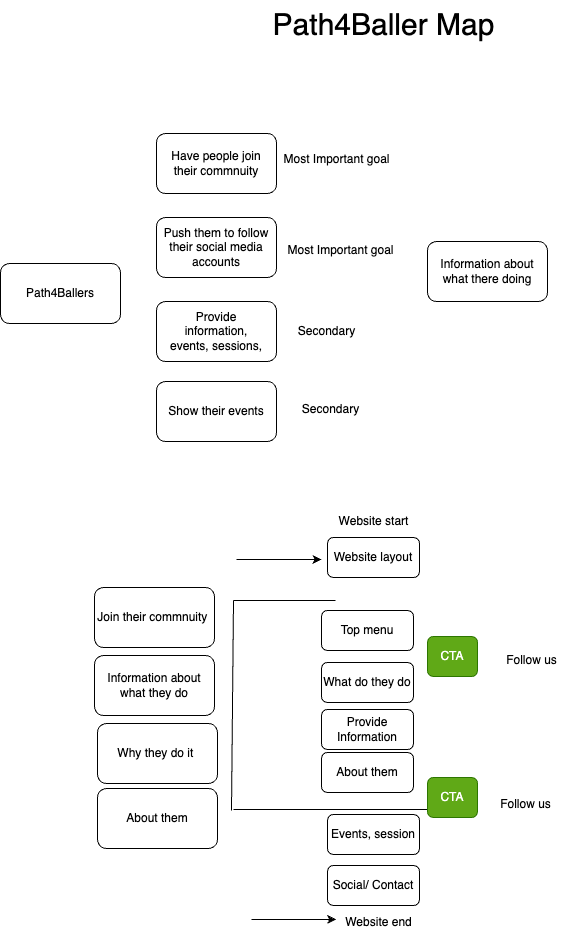 Path4Baller Map
Have people join
their commnuity
Most Important goal
Push them to follow
their social media
accounts
Most Important goal
Information about
what there doing
Path4Ballers
Provide
information,
events, sessions,
Secondary
Show their events
Secondary
Website start
Website layout
Join their commnuity
Top menu
CTA
Follow us
Information about
what they do
What do they do
Provide
Information
Why they do it
About them
CTA
Follow us
About them
Events, session
Social/ Contact
Website end